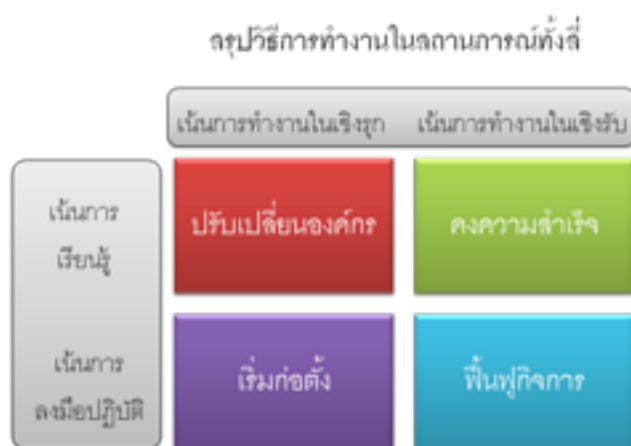 สรุปวิธีการทำงานในสถานการณ์ทั้งสี่
เน้นการทำงานในเชิงรุก เน้นการทำงานในเชิงรับ
เน้นการ
เรียนรู้
ปรับเปลี่ยนองค์กร คงความสำเร็จ
เน้นการ
ลงมือปฏิบัติ
เริ่มก่อตั้ง ฟื้นฟูกิจการ